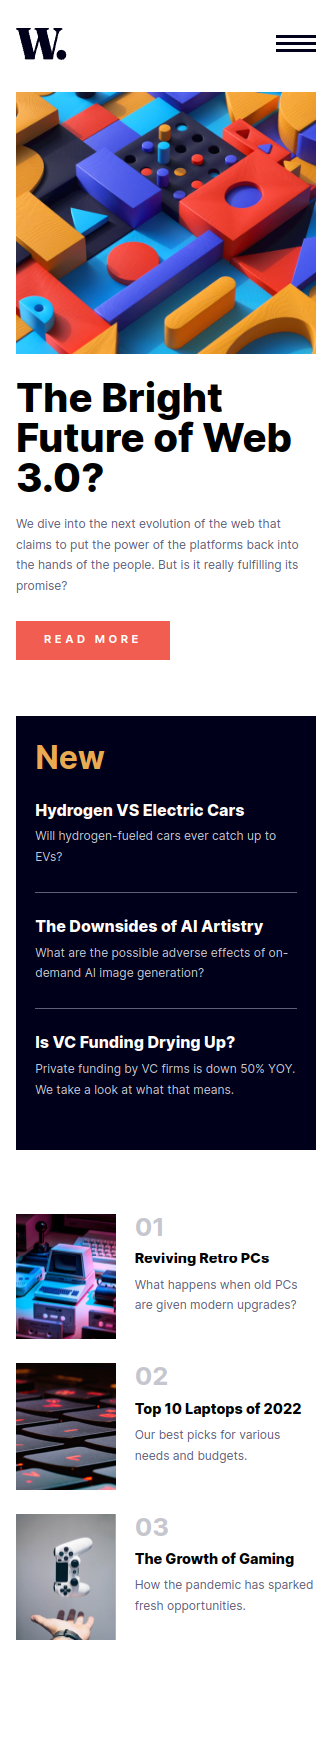 W.
The Bright
Future of Web
3.0?
We dive into the next evolution of the web that
claims to put the power of the platforms back into
the hands of the people. But is it really fulfilling its
promise?
READ MORE
New
Hydrogen VS Electric Cars
Will hydrogen-fueled cars ever catch up to
EVs?
The Downsides of AI Artistry
What are the possible adverse effects of on-
demand AI image generation?
Is VC Funding Drying Up?
Private funding by VC firms is down 50% YOY.
We take a look at what that means.
01
Reviving Retro PCs
What happens when old PCs
are given modern upgrades?
02
Top 10 Laptops of 2022
Our best picks for various
needs and budgets.
03
The Growth of Gaming
How the pandemic has sparked
fresh opportunities.